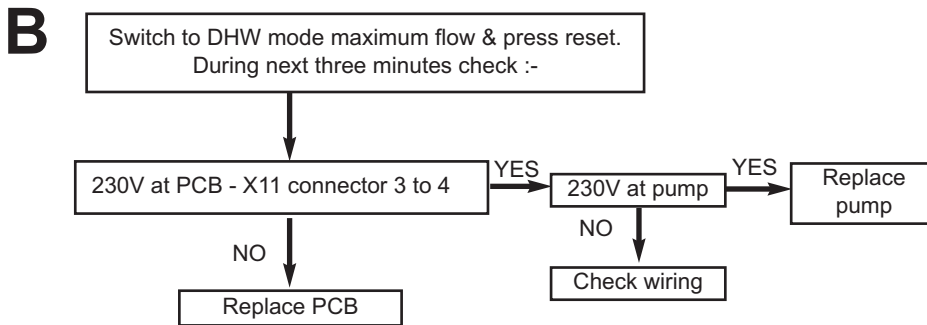 B
Switch to DHW mode maximum flow & press reset.
During next three minutes check :-
230V at PCB - X11 connector 3 to 4
YES
230V at pump
YES
Replace
pump
NO
NO
Check wiring
Replace PCB